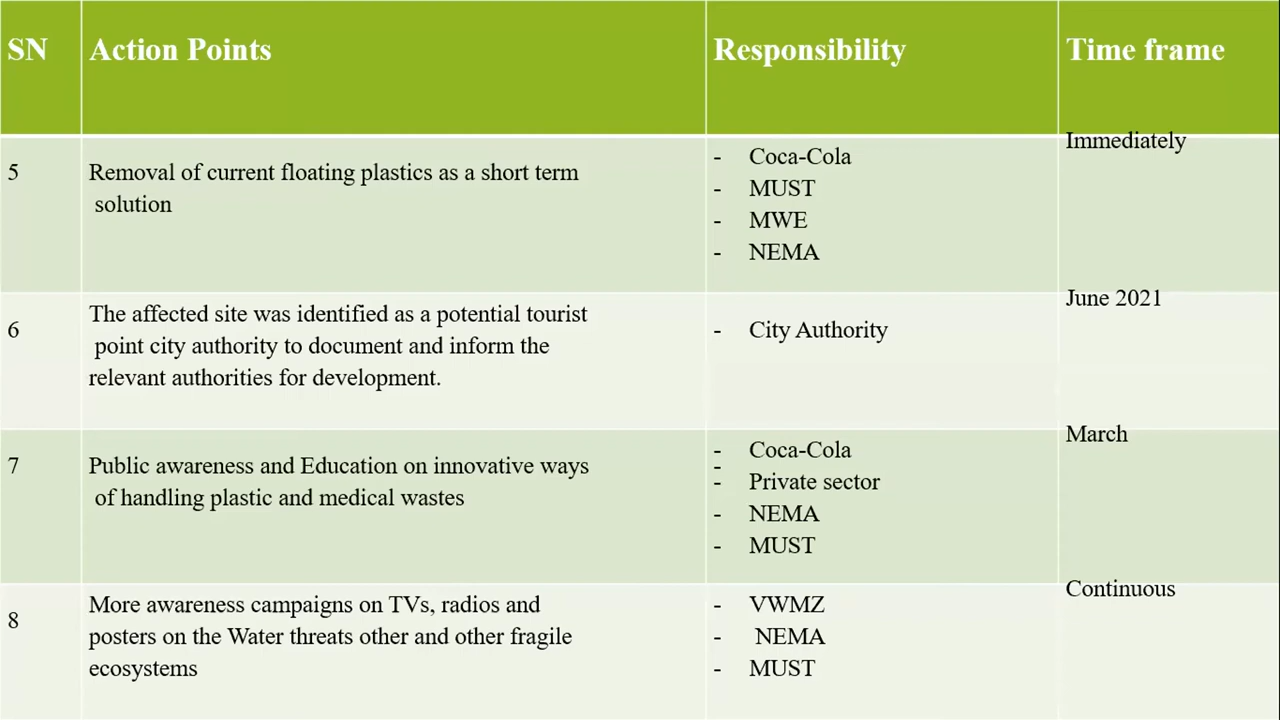 SN Action Points Responsibility Time frame
5
Removal of current floating plastics as a short term
solution
- Coca-Cola
- MUST
- MWE
- NEMA
Immediately
6
The affected site was identified as a potential tourist
point city authority to document and inform the
relevant authorities for development.
- City Authority
June 2021
7
Public awareness and Education on innovative ways
of handling plastic and medical wastes
- Coca-Cola
-
- Private sector
- NEMA
- MUST
March
8
More awareness campaigns on TVs, radios and
posters on the Water threats other and other fragile
ecosystems
- VWMZ
- NEMA
- MUST
Continuous